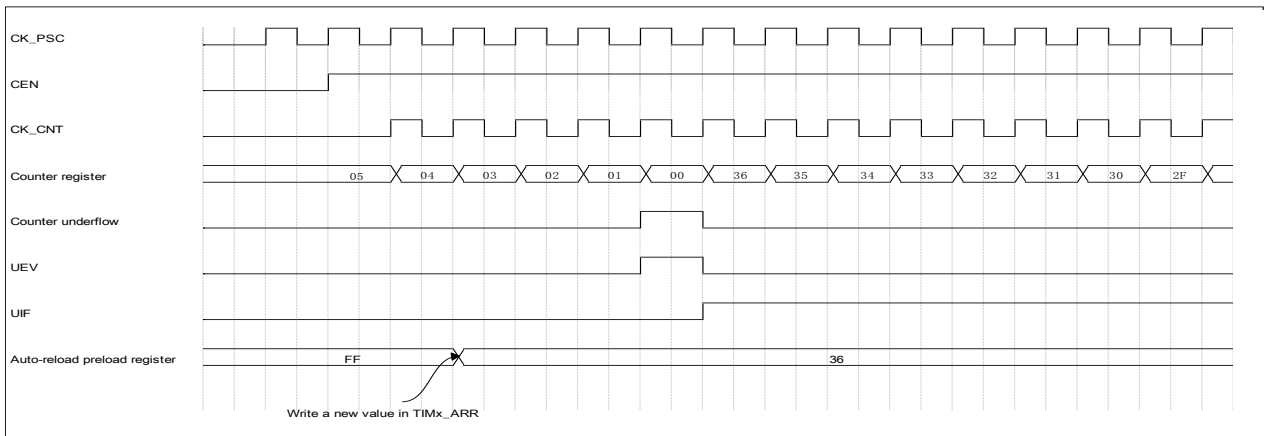 CK_PSC
CEN
CK_CNT
Counter register 05 04 03 02 01 00 36 35 34 33 32 31 30 2F
Counter underflow
UEV
UIF
Auto-reload preload register FF 36
Write a new value in TIMx_ARR